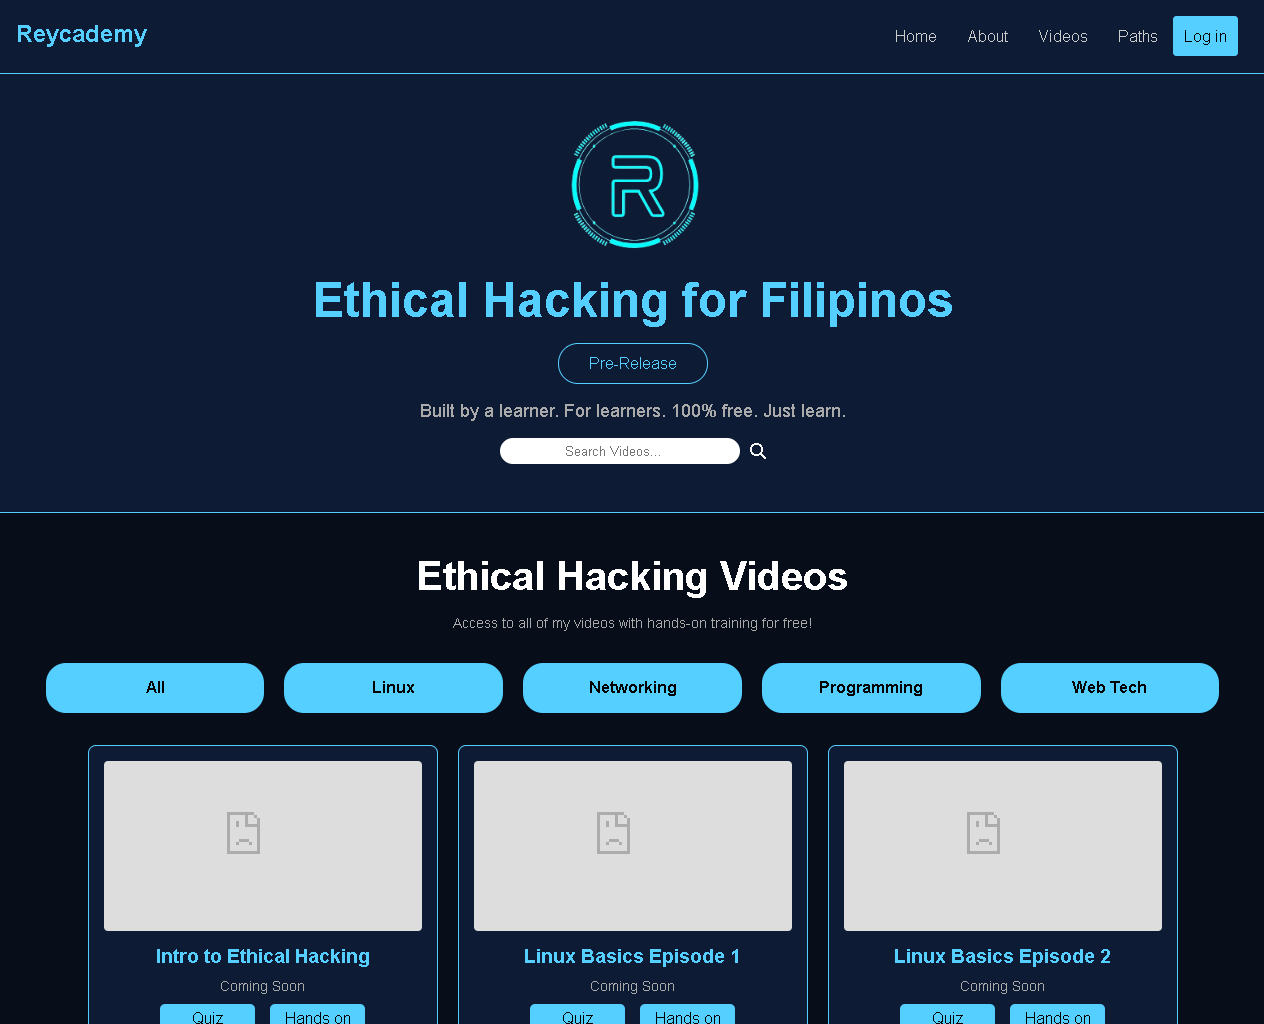 Reycademy
Home About Videos Paths Log in
R
Ethical Hacking for Filipinos
Pre-Release
Built by a learner. For learners. 100% free. Just learn.
Search Videos...
Ethical Hacking Videos
Access to all of my videos with hands-on training for free!
All Linux Networking Programming Web Tech
Intro to Ethical Hacking Linux Basics Episode 1 Linux Basics Episode 2
Coming Soon Coming Soon Coming Soon
Quiz Hands on Quiz Hands on Quiz Hands on